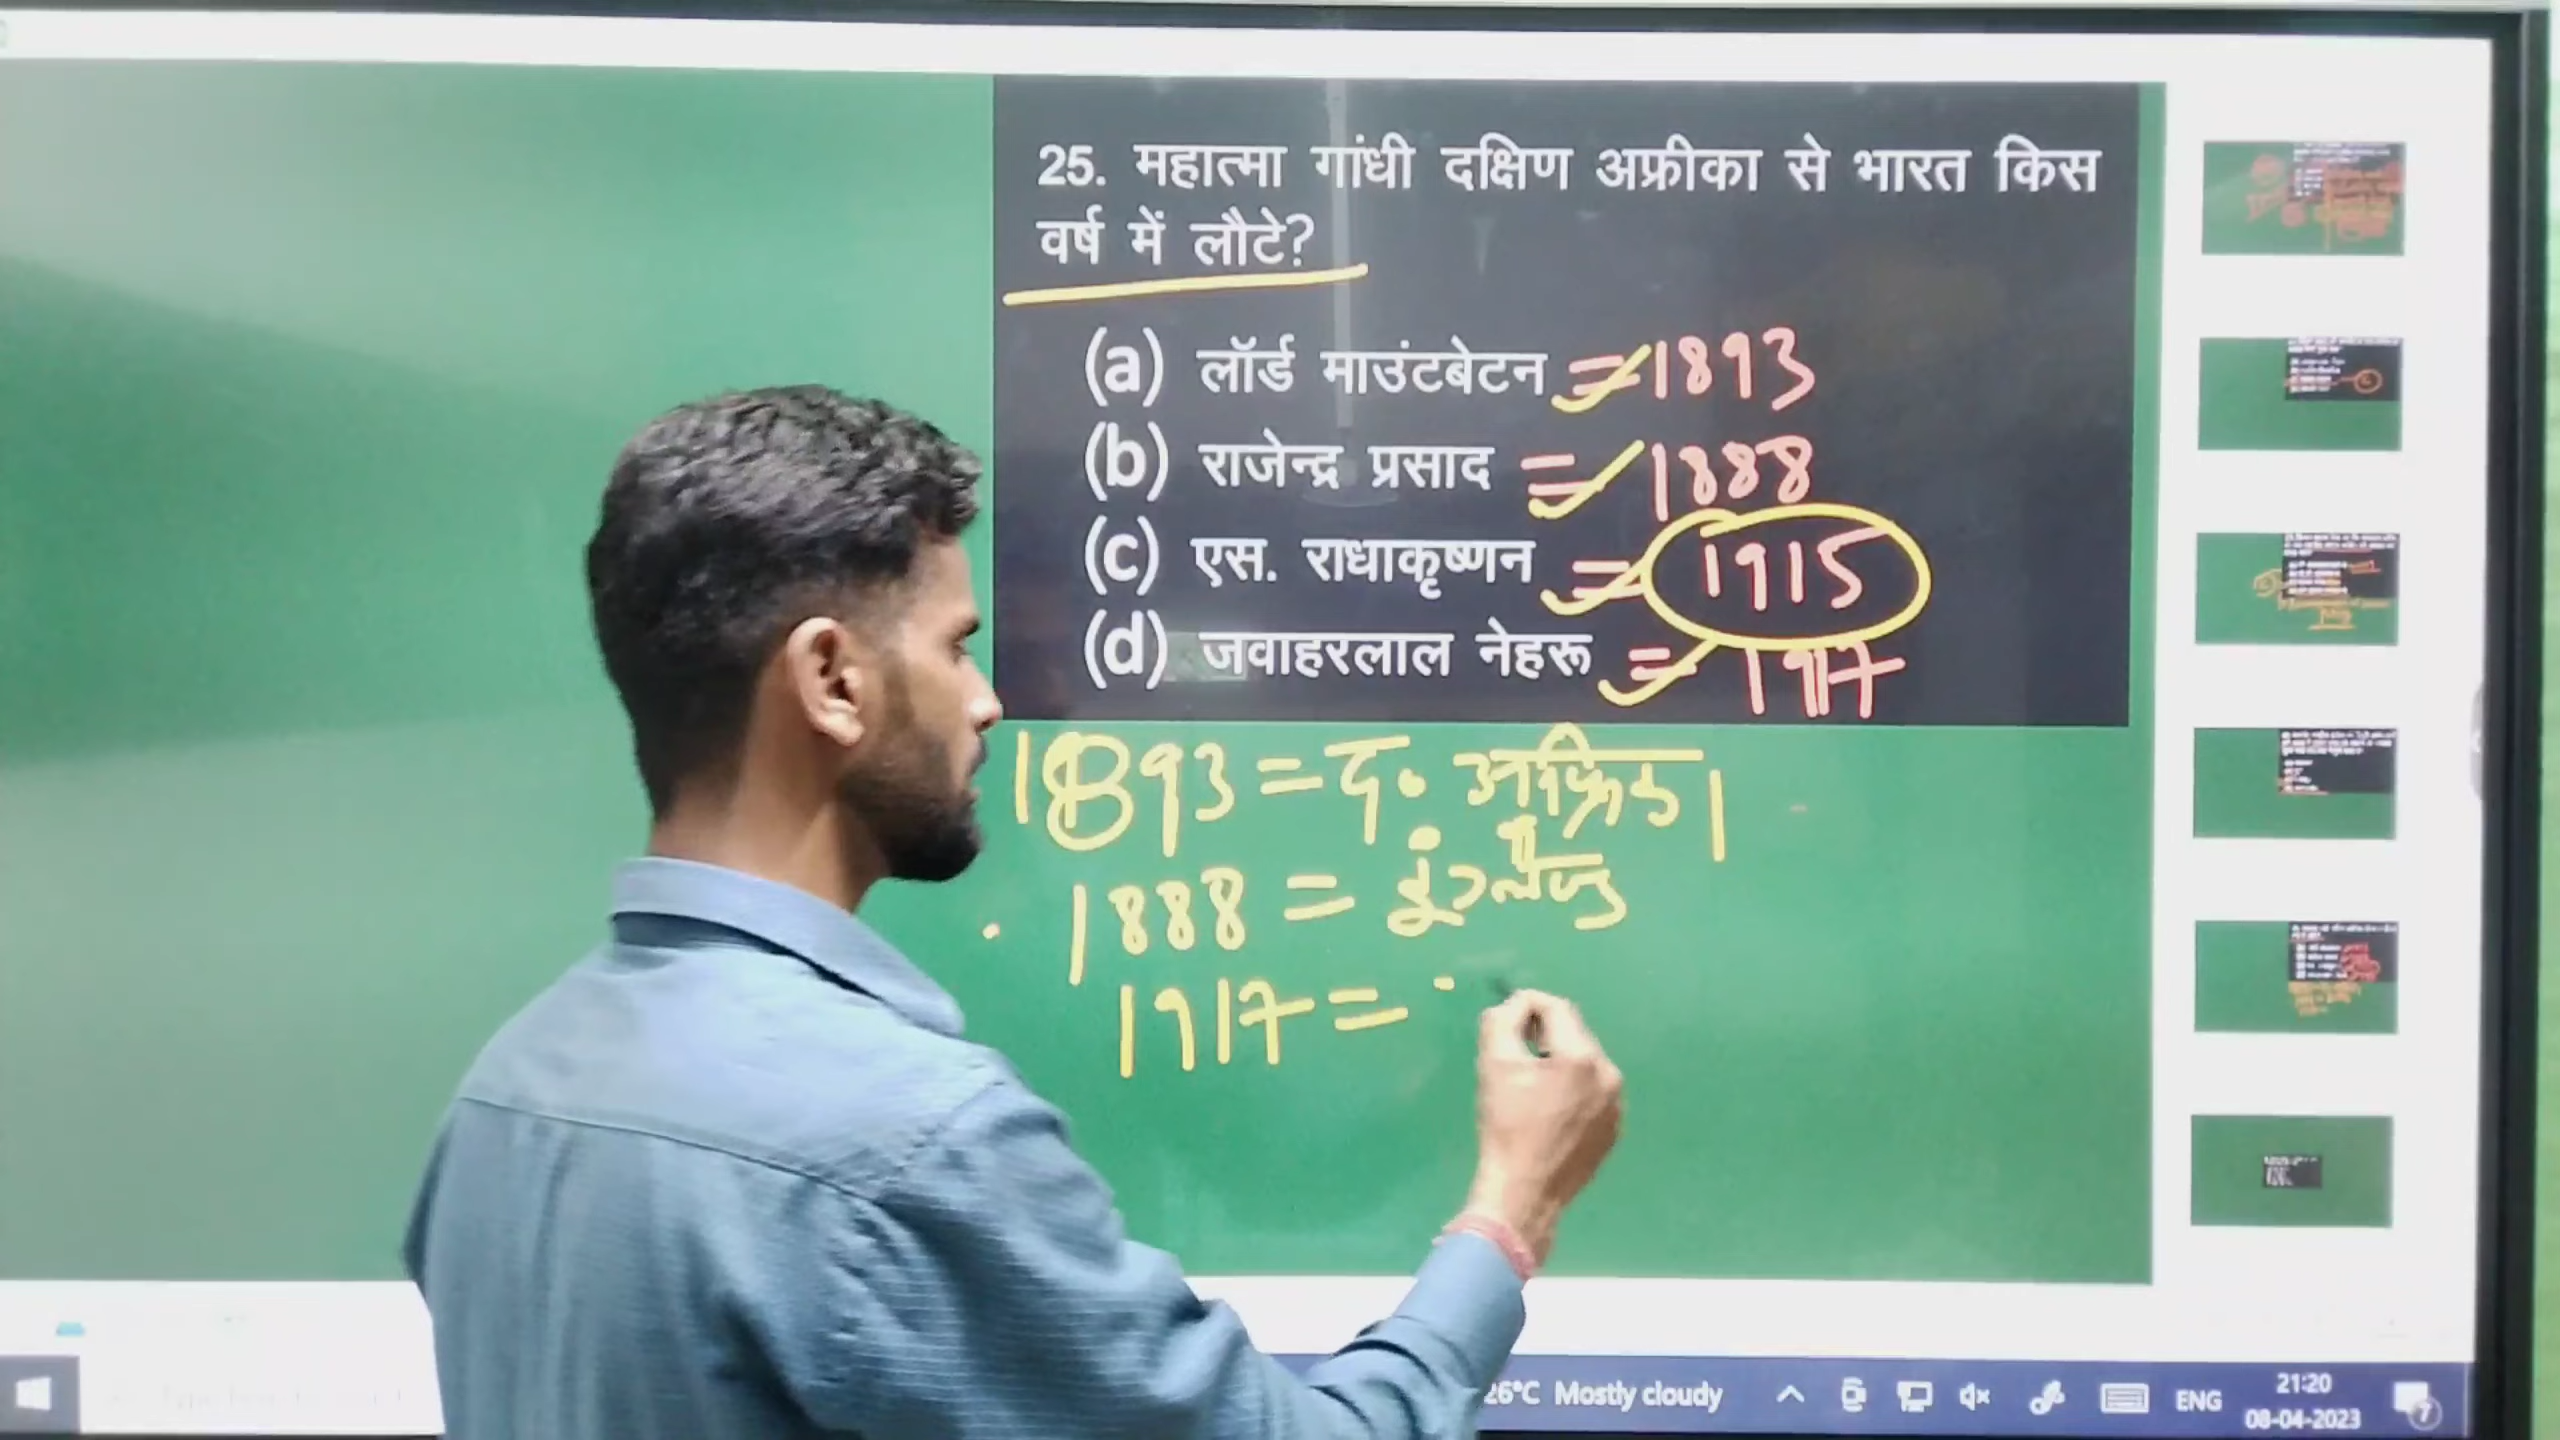 25. महात्मा गांधी दक्षिण अफ्रीका से भारत किस
वर्ष में लौटे?
(a) लॉर्ड माउंटबेटन = 1893
(b) राजेन्द्र प्रसाद = 1888
(c) एस. राधाकृष्णन = 1915
(d) जवाहरलाल नेहरू = 1917
1893 = द. अफ्रिका
1888 = इंग्लैण्ड
1917 =
26°C Mostly cloudy ENG 21:20
08-04-2023
7